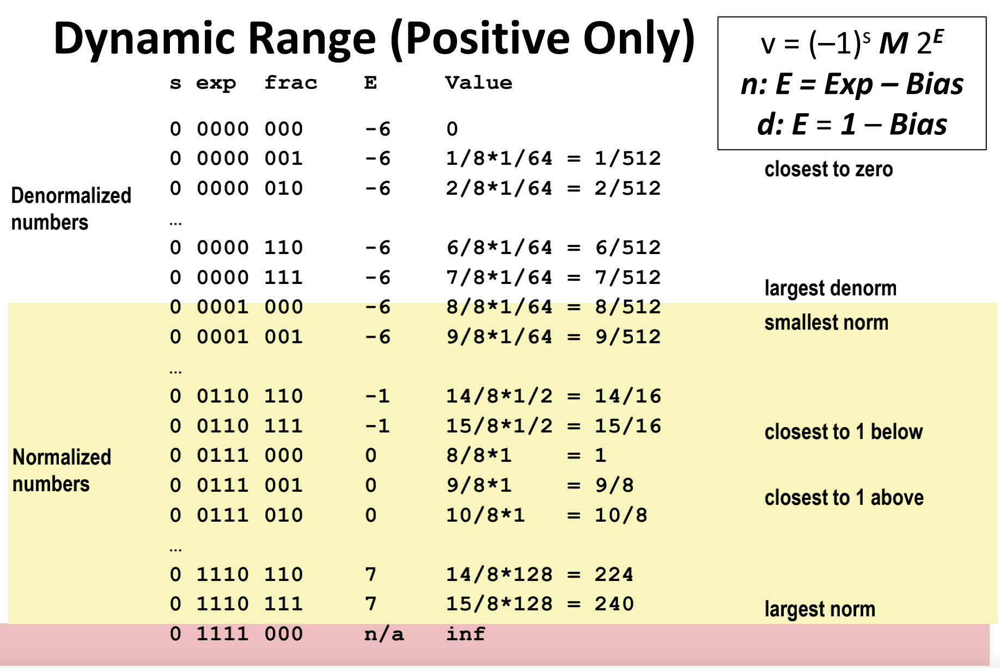 Dynamic Range (Positive Only)
v = (–1)ˢ M 2ᴱ
n: E = Exp – Bias
d: E = 1 – Bias
s exp frac E Value
0 0000 000 -6 0
0 0000 001 -6 1/8*1/64 = 1/512 closest to zero
0 0000 010 -6 2/8*1/64 = 2/512
Denormalized
numbers
…
0 0000 110 -6 6/8*1/64 = 6/512
0 0000 111 -6 7/8*1/64 = 7/512 largest denorm
0 0001 000 -6 8/8*1/64 = 8/512 smallest norm
0 0001 001 -6 9/8*1/64 = 9/512
…
0 0110 110 -1 14/8*1/2 = 14/16
0 0110 111 -1 15/8*1/2 = 15/16 closest to 1 below
Normalized
numbers
0 0111 000 0 8/8*1 = 1
0 0111 001 0 9/8*1 = 9/8 closest to 1 above
0 0111 010 0 10/8*1 = 10/8
…
0 1110 110 7 14/8*128 = 224
0 1110 111 7 15/8*128 = 240 largest norm
0 1111 000 n/a inf